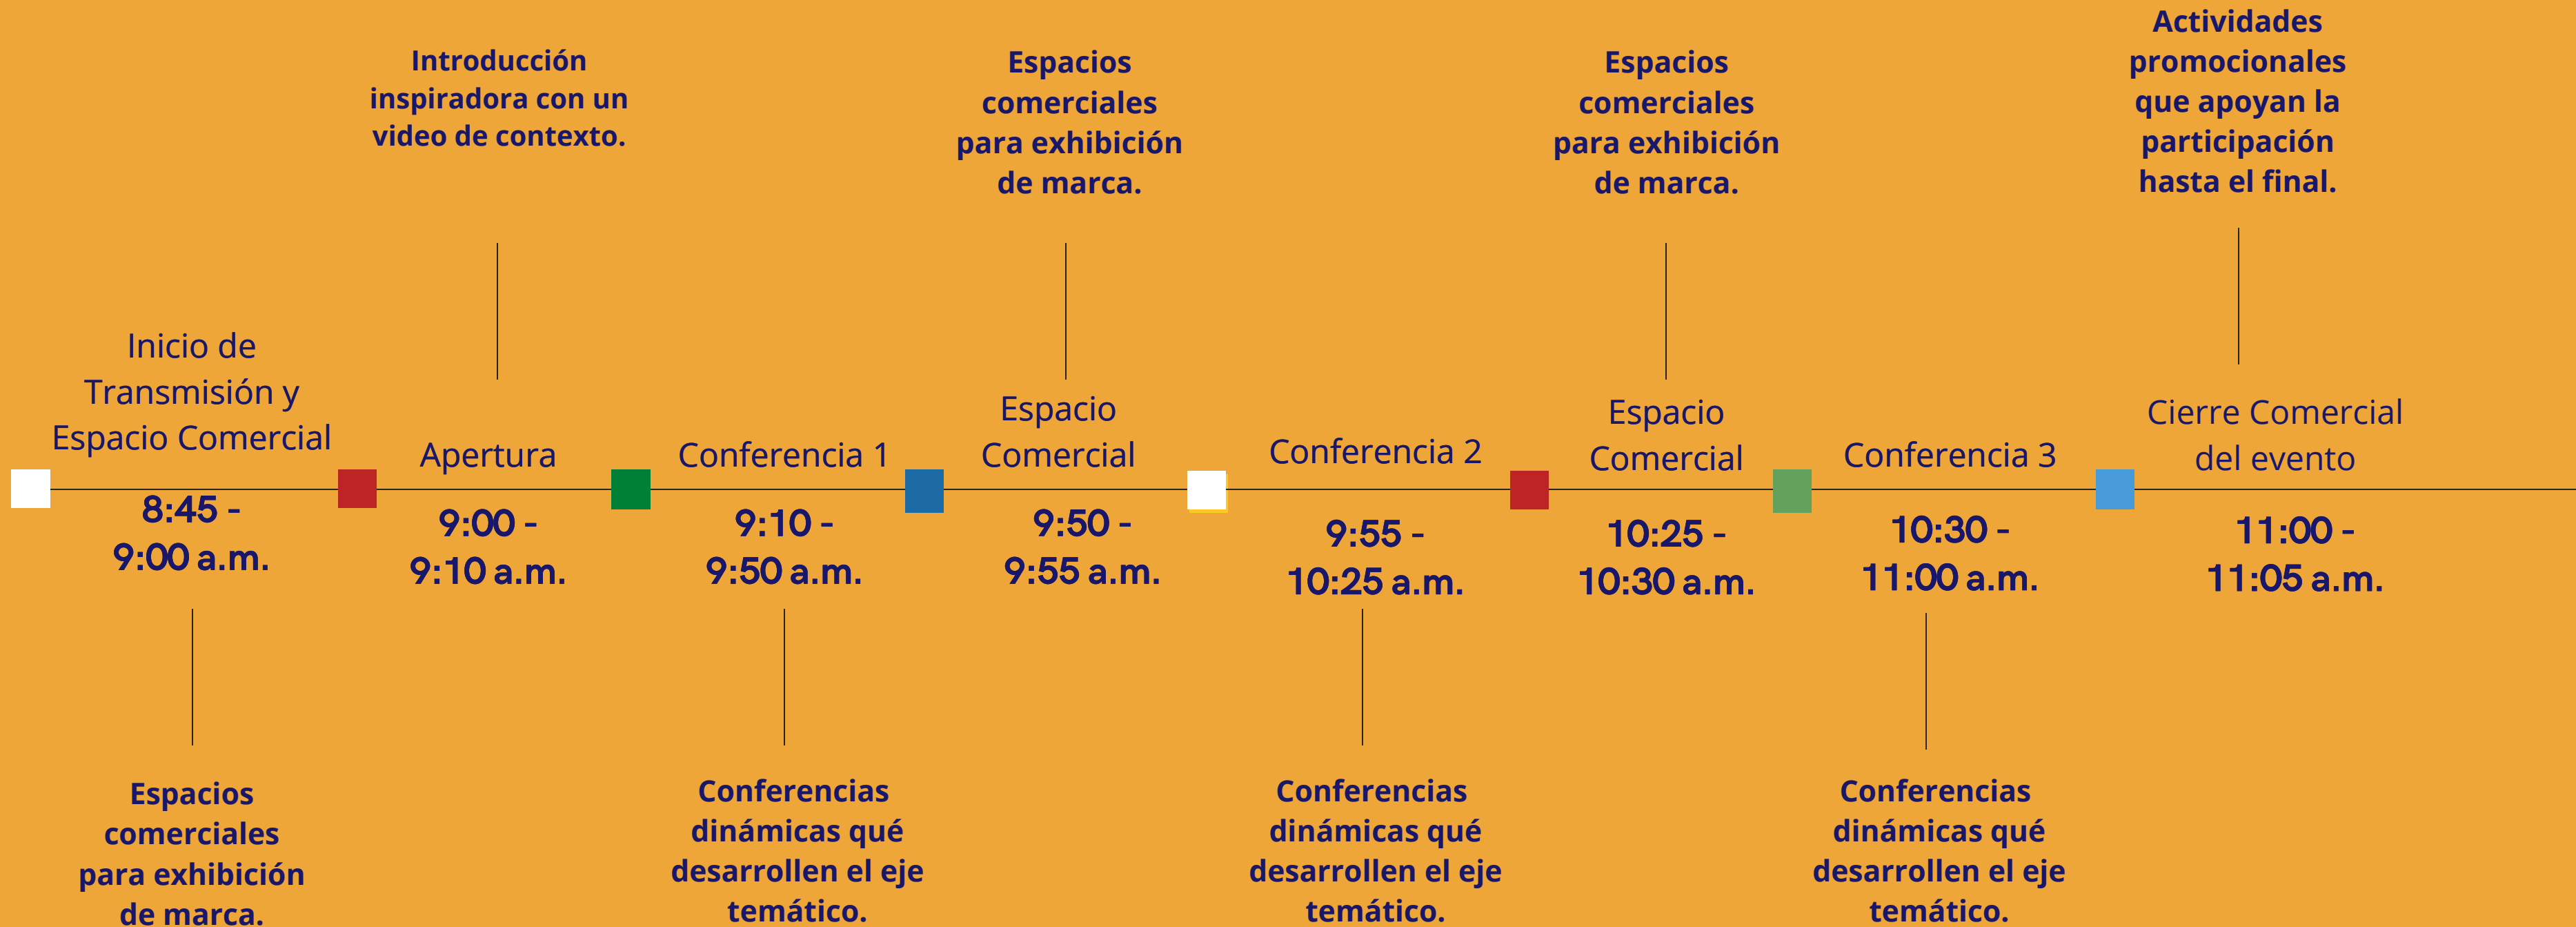 Introducción
inspiradora con un
video de contexto.
Espacios
comerciales
para exhibición
de marca.
Espacios
comerciales
para exhibición
de marca.
Actividades
promocionales
que apoyan la
participación
hasta el final.
Inicio de
Transmisión y
Espacio Comercial
8:45 -
9:00 a.m.
Apertura
9:00 -
9:10 a.m.
Conferencia 1
9:10 -
9:50 a.m.
Espacio
Comercial
9:50 -
9:55 a.m.
Conferencia 2
9:55 -
10:25 a.m.
Espacio
Comercial
10:25 -
10:30 a.m.
Conferencia 3
10:30 -
11:00 a.m.
Cierre Comercial
del evento
11:00 -
11:05 a.m.
Espacios
comerciales
para exhibición
de marca.
Conferencias
dinámicas qué
desarrollen el eje
temático.
Conferencias
dinámicas qué
desarrollen el eje
temático.
Conferencias
dinámicas qué
desarrollen el eje
temático.